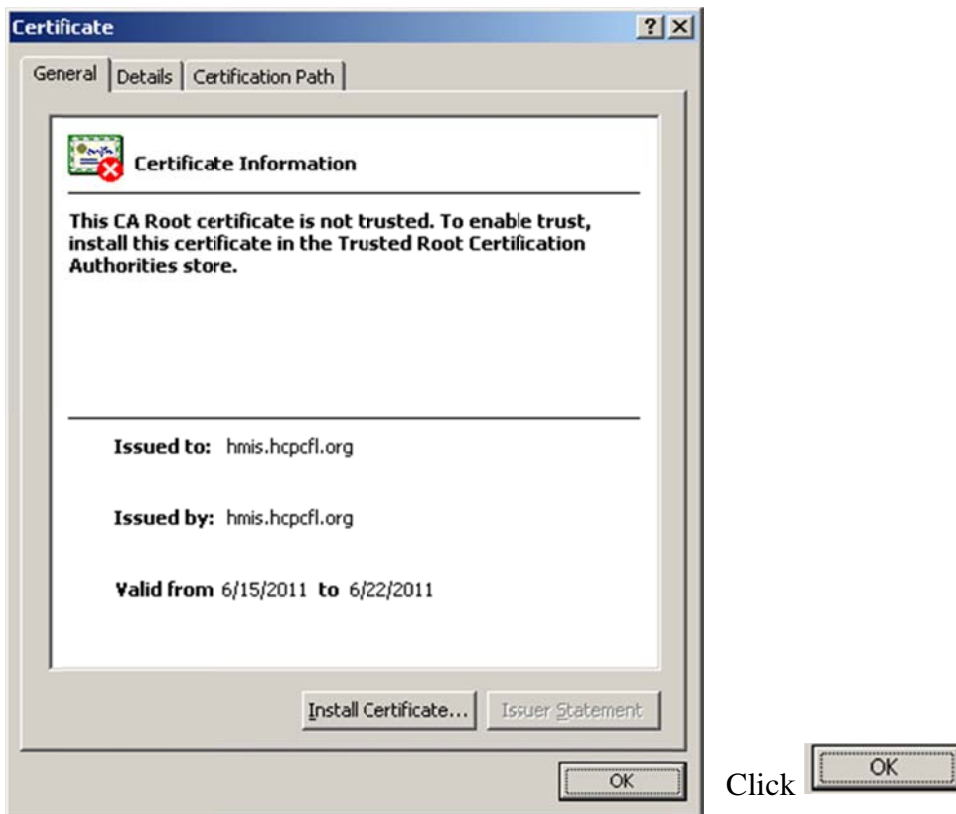 Certificate
? X
General Details Certification Path
Certificate Information
This CA Root certificate is not trusted. To enable trust,
install this certificate in the Trusted Root Certification
Authorities store.
Issued to: hmis.hcpcfl.org
Issued by: hmis.hcpcfl.org
Valid from 6/15/2011 to 6/22/2011
Install Certificate... Issuer Statement
OK
Click OK